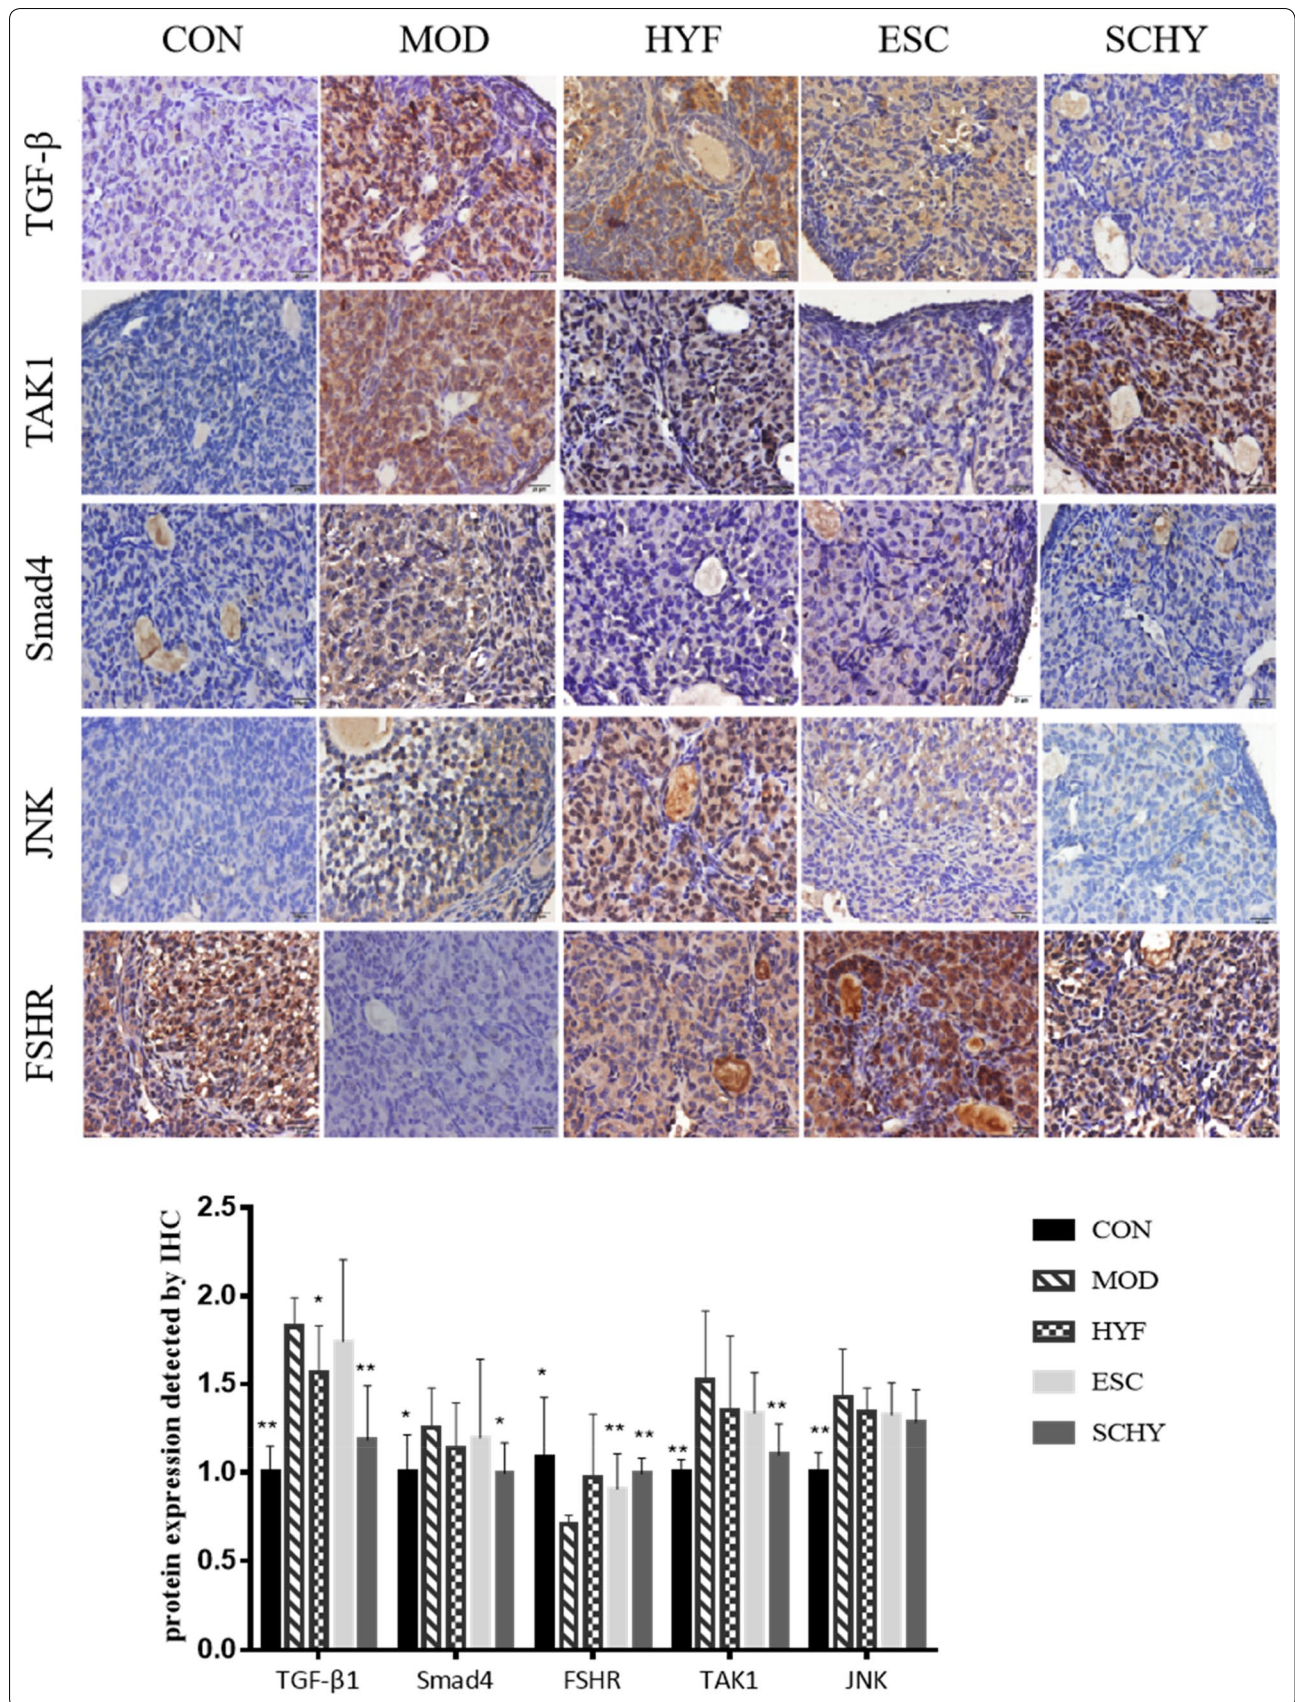 CON MOD HYF ESC SCHY
TGF-β
TAK1
Smad4
JNK
FSHR
protein expression detected by IHC
2.5
2.0
1.5
1.0
0.5
0.0
** * **
* *
* ** **
** **
**
TGF-β1 Smad4 FSHR TAK1 JNK
CON
MOD
HYF
ESC
SCHY